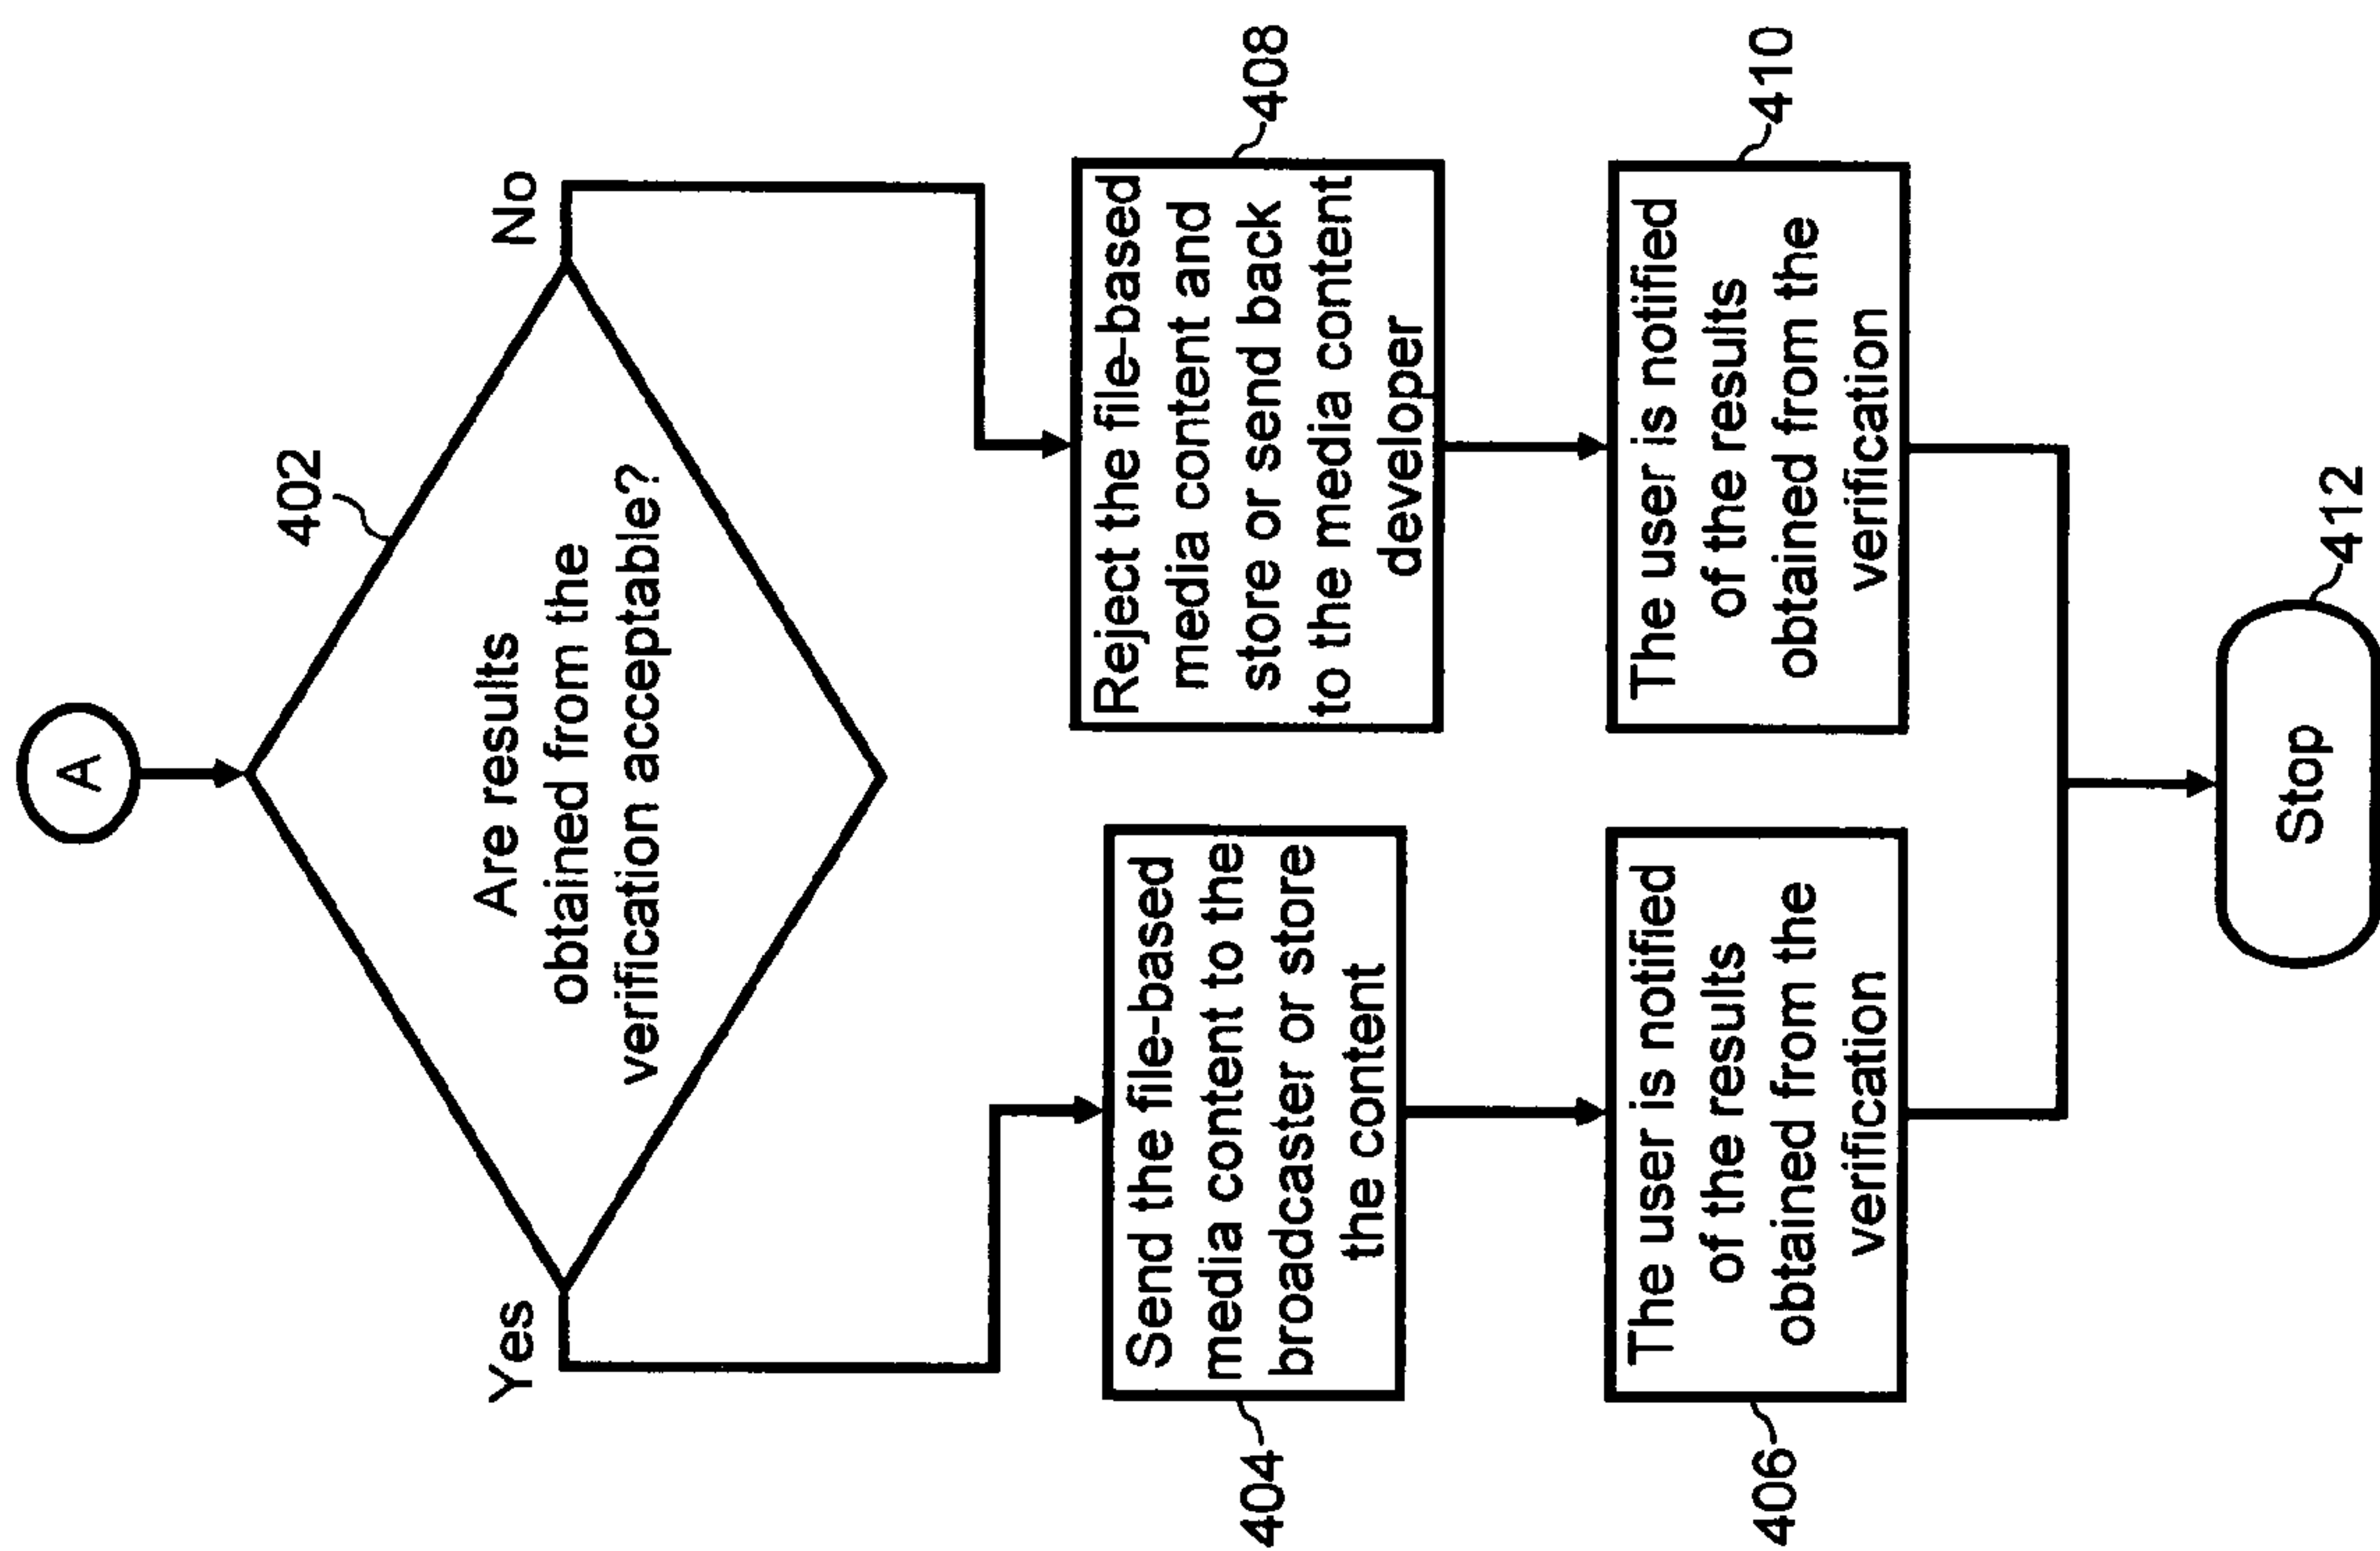 A
402
Are results
obtained from the
verification acceptable?
Yes
No
404
Send the file-based
media content to the
broadcaster or store
the content
408
Reject the file-based
media content and
store or send back
to the media content
developer
406
The user is notified
of the results
obtained from the
verification
410
The user is notified
of the results
obtained from the
verification
Stop
412